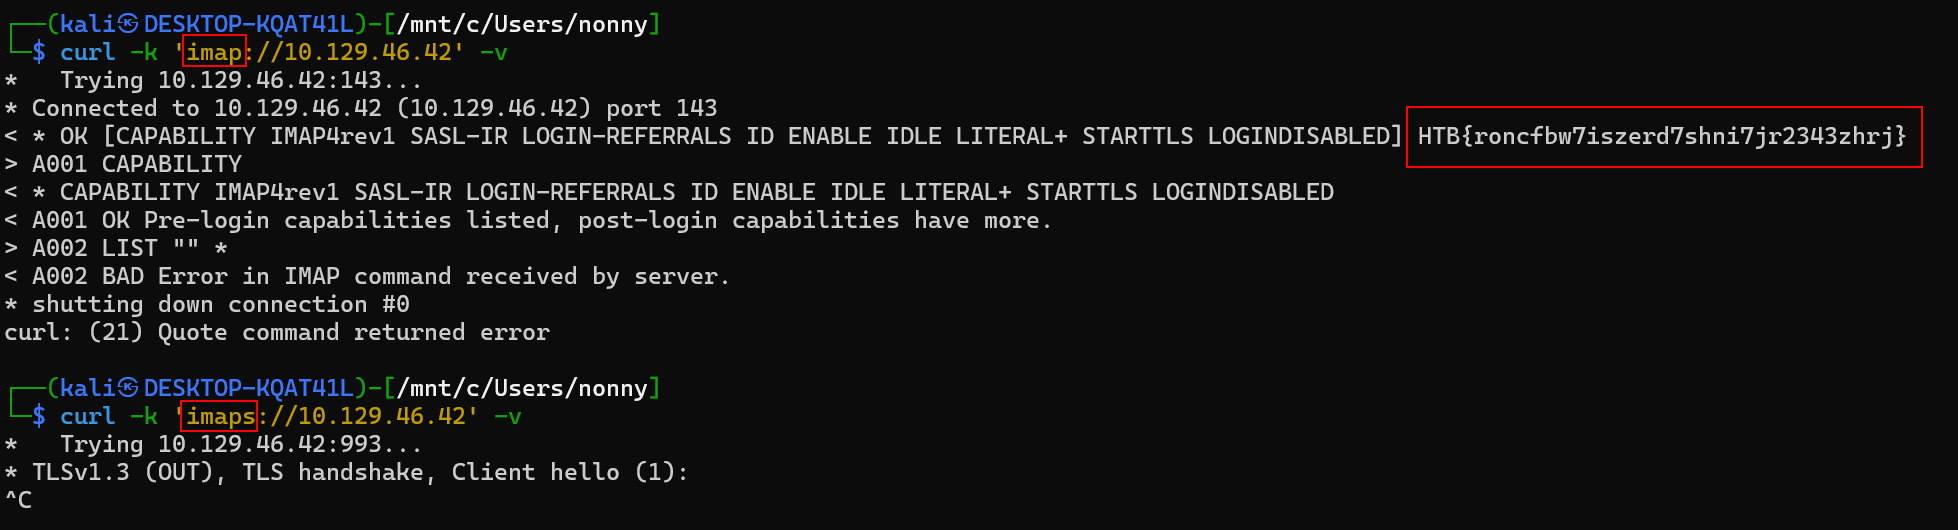 ┌──(kali㉿DESKTOP-KQAT41L)-[/mnt/c/Users/nonny]
└─$ curl -k 'imap://10.129.46.42' -v
*   Trying 10.129.46.42:143...
* Connected to 10.129.46.42 (10.129.46.42) port 143
< * OK [CAPABILITY IMAP4rev1 SASL-IR LOGIN-REFERRALS ID ENABLE IDLE LITERAL+ STARTTLS LOGINDISABLED] HTB{roncfbw7iszerd7shni7jr2343zhrj}
> A001 CAPABILITY
< * CAPABILITY IMAP4rev1 SASL-IR LOGIN-REFERRALS ID ENABLE IDLE LITERAL+ STARTTLS LOGINDISABLED
< A001 OK Pre-login capabilities listed, post-login capabilities have more.
> A002 LIST "" *
< A002 BAD Error in IMAP command received by server.
* shutting down connection #0
curl: (21) Quote command returned error
┌──(kali㉿DESKTOP-KQAT41L)-[/mnt/c/Users/nonny]
└─$ curl -k 'imaps://10.129.46.42' -v
*   Trying 10.129.46.42:993...
* TLSv1.3 (OUT), TLS handshake, Client hello (1):
^C